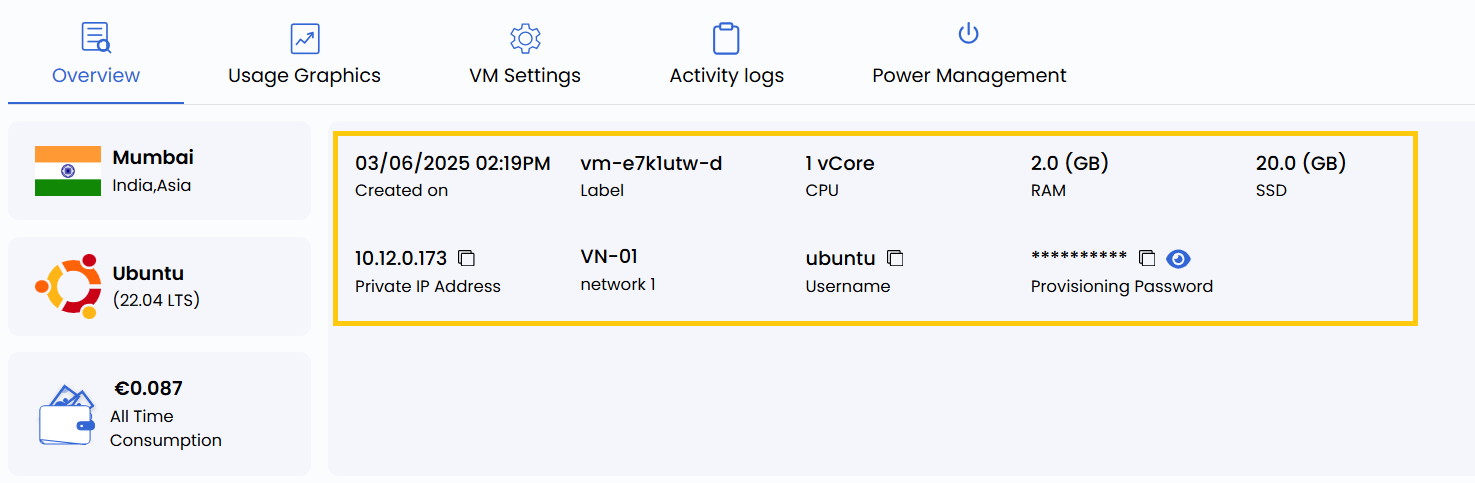 Overview
Usage Graphics
VM Settings
Activity logs
Power Management
Mumbai
India,Asia
Ubuntu
(22.04 LTS)
€0.087
All Time
Consumption
03/06/2025 02:19PM
Created on
vm-e7k1utw-d
Label
1 vCore
CPU
2.0 (GB)
RAM
20.0 (GB)
SSD
10.12.0.173
Private IP Address
VN-01
network 1
ubuntu
Username
**********
Provisioning Password